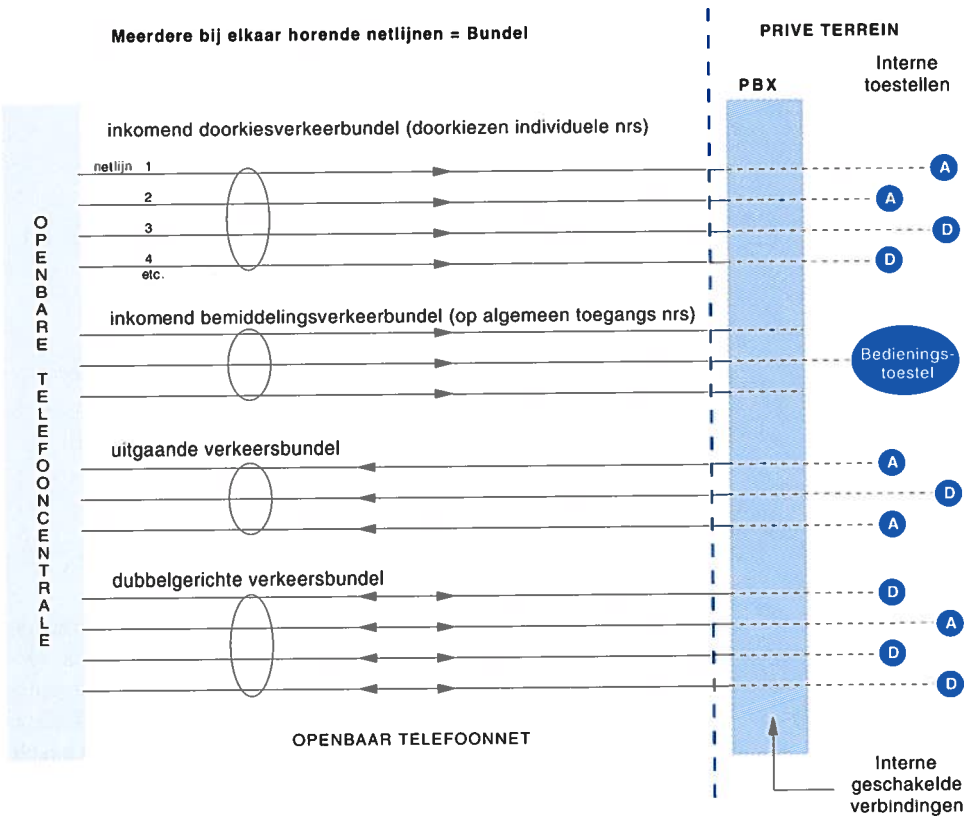 Meerdere bij elkaar horende netlijnen = Bundel
PRIVE TERREIN
Interne
toestellen
PBX
OPENBARE TELEFOONCENTRALE
inkomend doorkiesverkeerbundel (doorkiezen individuele nrs)
netlijn 1
A
2
A
3
D
4
D
etc.
inkomend bemiddelingsverkeerbundel (op algemeen toegangs nrs)
Bedienings-
toestel
uitgaande verkeersbundel
A
D
A
dubbelgerichte verkeersbundel
D
A
D
D
OPENBAAR TELEFOONNET
Interne
geschakelde
verbindingen